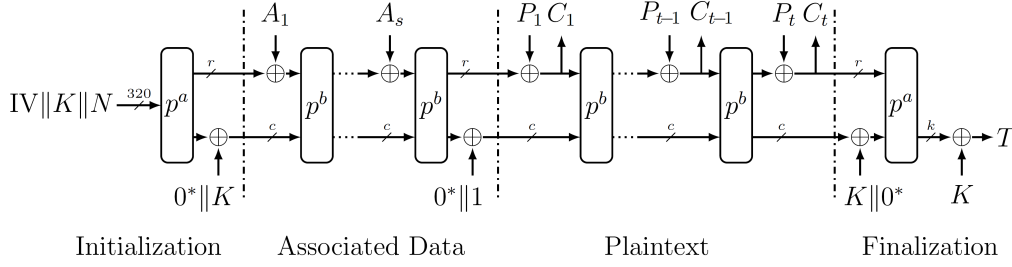 A₁ Aₛ P₁ C₁ Pₜ₋₁ Cₜ₋₁ Pₜ Cₜ
r r r
IV∥K∥N 320 pᵃ pᵇ pᵇ pᵇ pᵇ pᵃ
c c c c c c k T
0*∥K 0*∥1 K∥0* K
Initialization Associated Data Plaintext Finalization